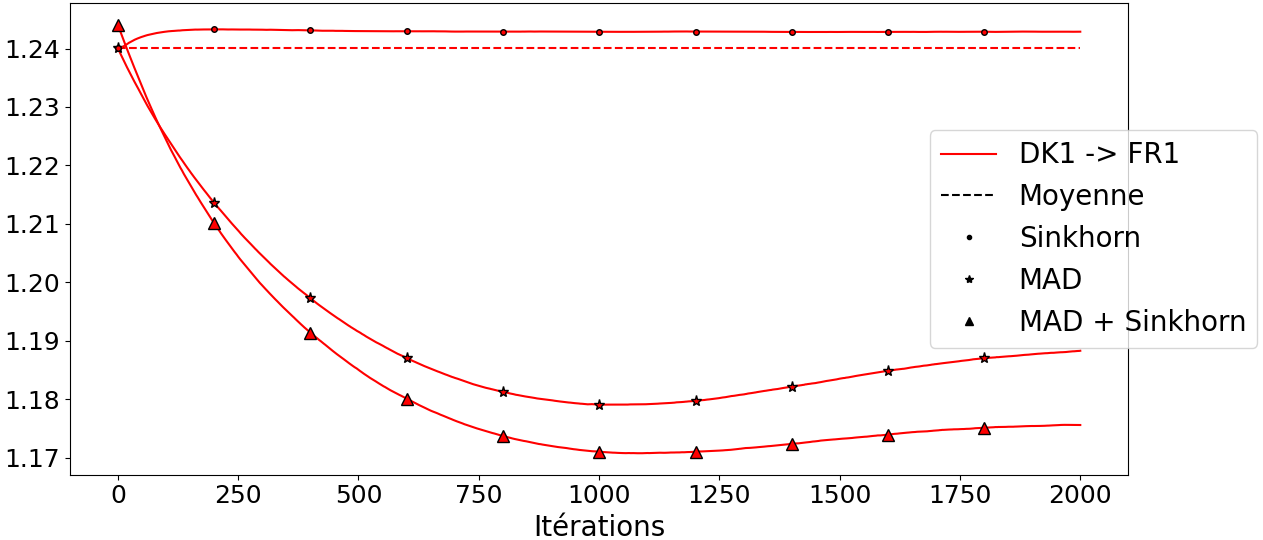 1.24
1.23
1.22
1.21
1.20
1.19
1.18
1.17
0 250 500 750 1000 1250 1500 1750 2000
Itérations
DK1 -> FR1
Moyenne
Sinkhorn
MAD
MAD + Sinkhorn